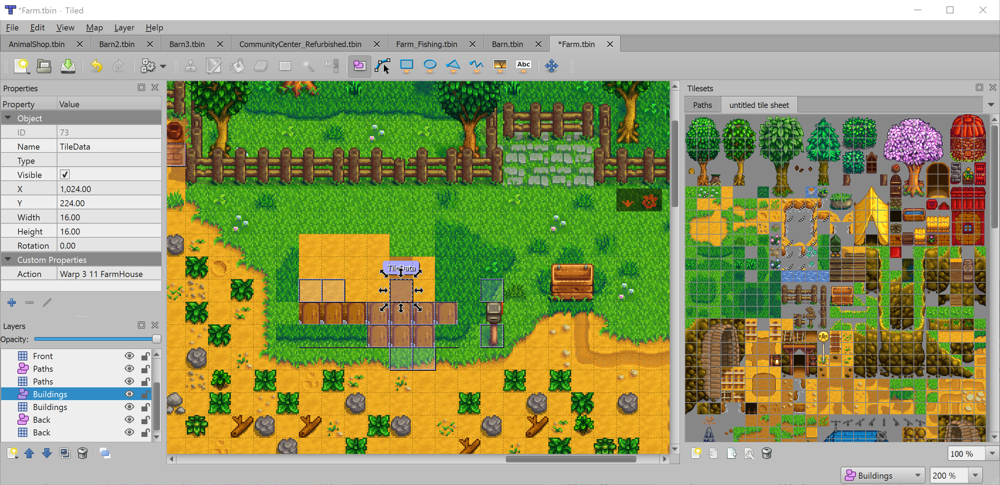 *Farm.tbin - Tiled
File Edit View Map Layer Help
AnimalShop.tbin Barn2.tbin Barn3.tbin CommunityCenter_Refurbished.tbin Farm_Fishing.tbin Barn.tbin *Farm.tbin
Abc
Properties
Property Value
Object
ID 73
Name TileData
Type
Visible
X 1,024.00
Y 224.00
Width 16.00
Height 16.00
Rotation 0.00
Custom Properties
Action Warp 3 11 FarmHouse
Layers
Opacity:
Front
Paths
Paths
Buildings
Buildings
Back
Back
TileData
Tilesets
Paths untitled tile sheet
100 %
Buildings 200 %